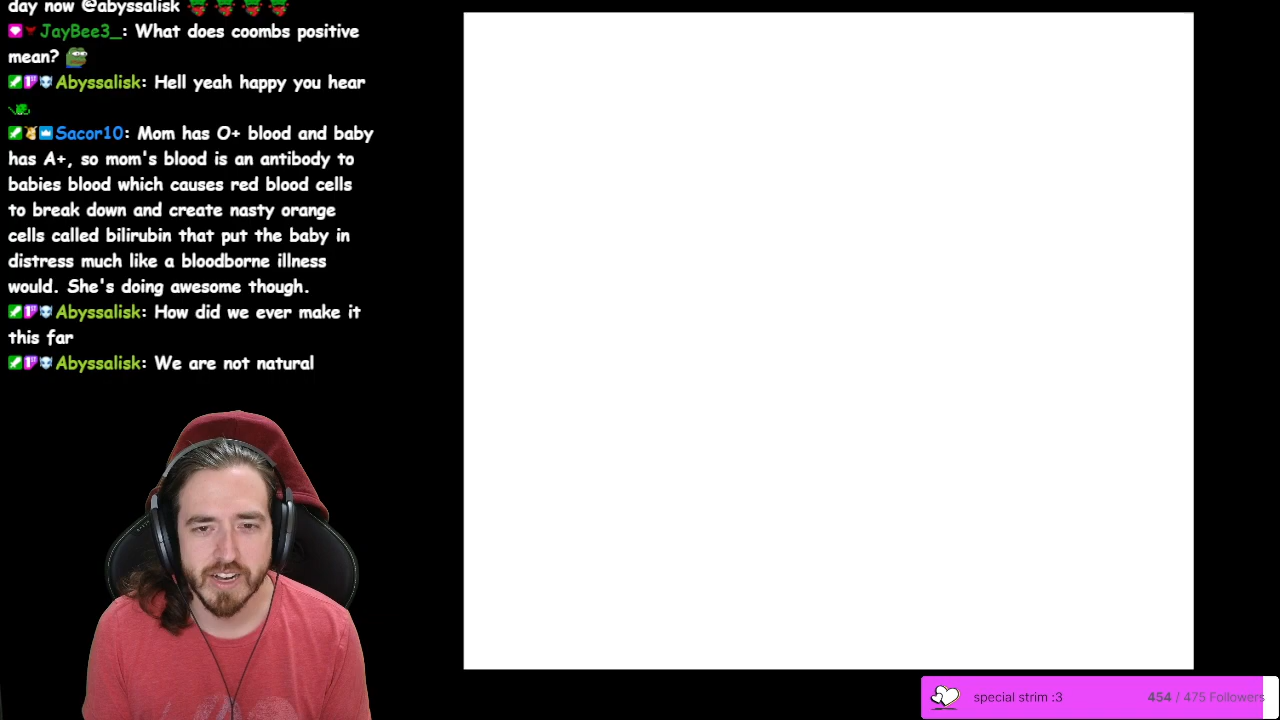 day now @abyssalisk
JayBee3_: What does coombs positive
mean?
Abyssalisk: Hell yeah happy you hear
Sacor10: Mom has O+ blood and baby
has A+, so mom's blood is an antibody to
babies blood which causes red blood cells
to break down and create nasty orange
cells called bilirubin that put the baby in
distress much like a bloodborne illness
would. She's doing awesome though.
Abyssalisk: How did we ever make it
this far
Abyssalisk: We are not natural
special strim :3 454 / 475 Followers